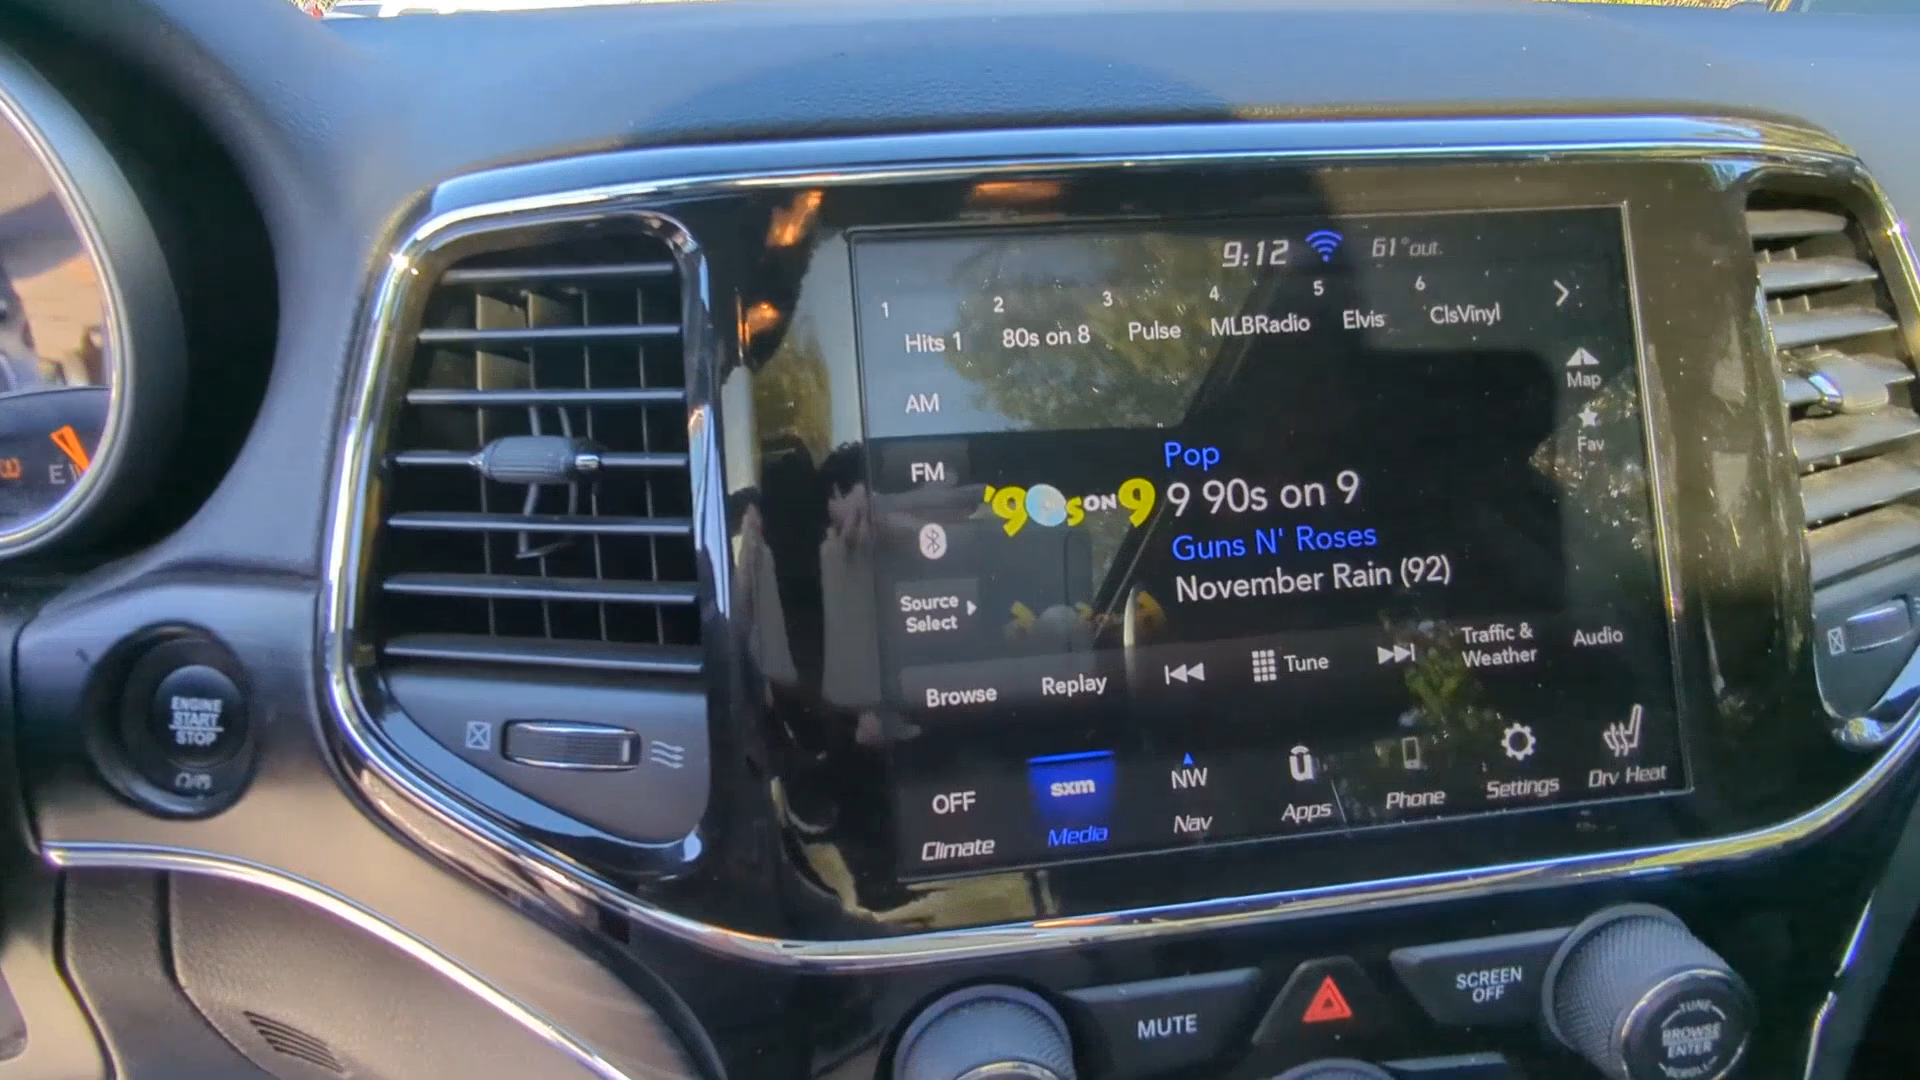 9:12 61°out.
1 2 3 4 5 6
Hits 1 80s on 8 Pulse MLBRadio Elvis ClsVinyl
AM
Map
FM
Fav
Pop
'90s ON 9
9 90s on 9
Guns N' Roses
November Rain (92)
Source
Select
Browse Replay Tune
Traffic &
Weather
Audio
OFF
Climate
sxm
Media
NW
Nav
Apps
Phone
Settings
Drv Heat
E
ENGINE
START
STOP
MUTE
SCREEN
OFF
TUNE
BROWSE
ENTER
SCROLL